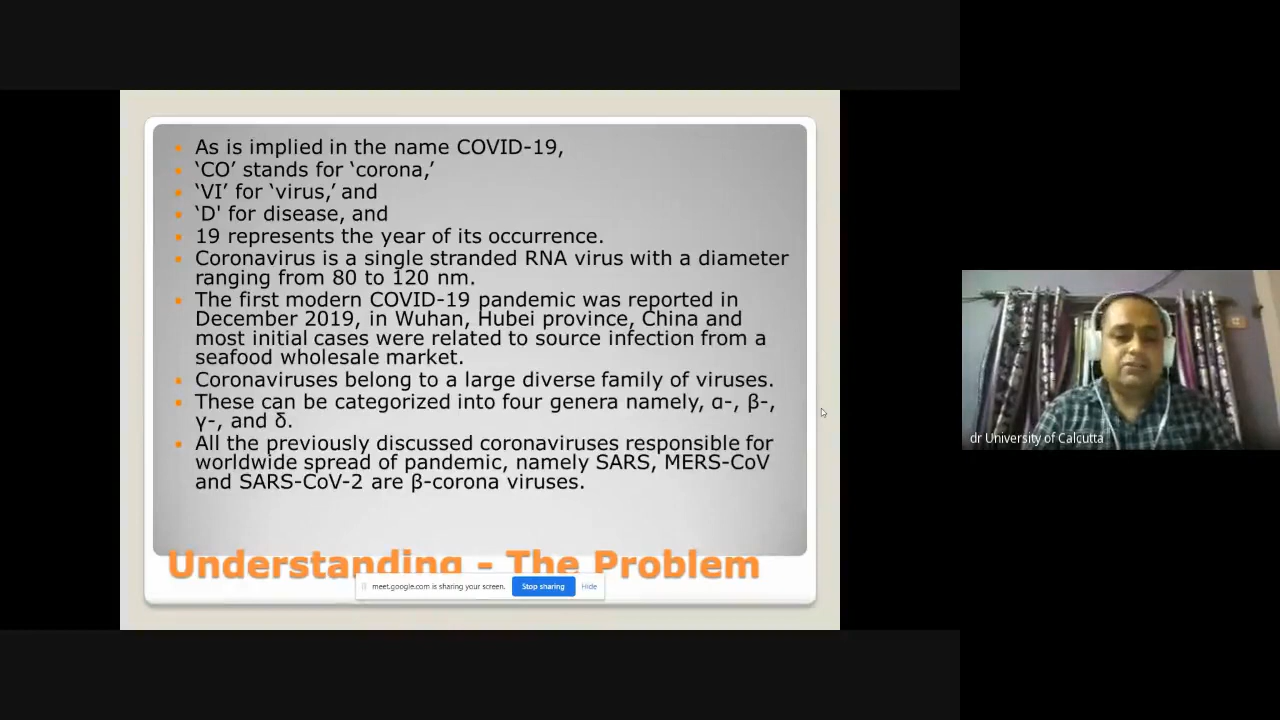 As is implied in the name COVID-19,
‘CO’ stands for ‘corona,’
‘VI’ for ‘virus,’ and
‘D' for disease, and
19 represents the year of its occurrence.
Coronavirus is a single stranded RNA virus with a diameter
ranging from 80 to 120 nm.
The first modern COVID-19 pandemic was reported in
December 2019, in Wuhan, Hubei province, China and
most initial cases were related to source infection from a
seafood wholesale market.
Coronaviruses belong to a large diverse family of viruses.
These can be categorized into four genera namely, α-, β-,
γ-, and δ.
All the previously discussed coronaviruses responsible for
worldwide spread of pandemic, namely SARS, MERS-CoV
and SARS-CoV-2 are β-corona viruses.
Understanding - The Problem
meet.google.com is sharing your screen. Stop sharing Hide
dr University of Calcutta